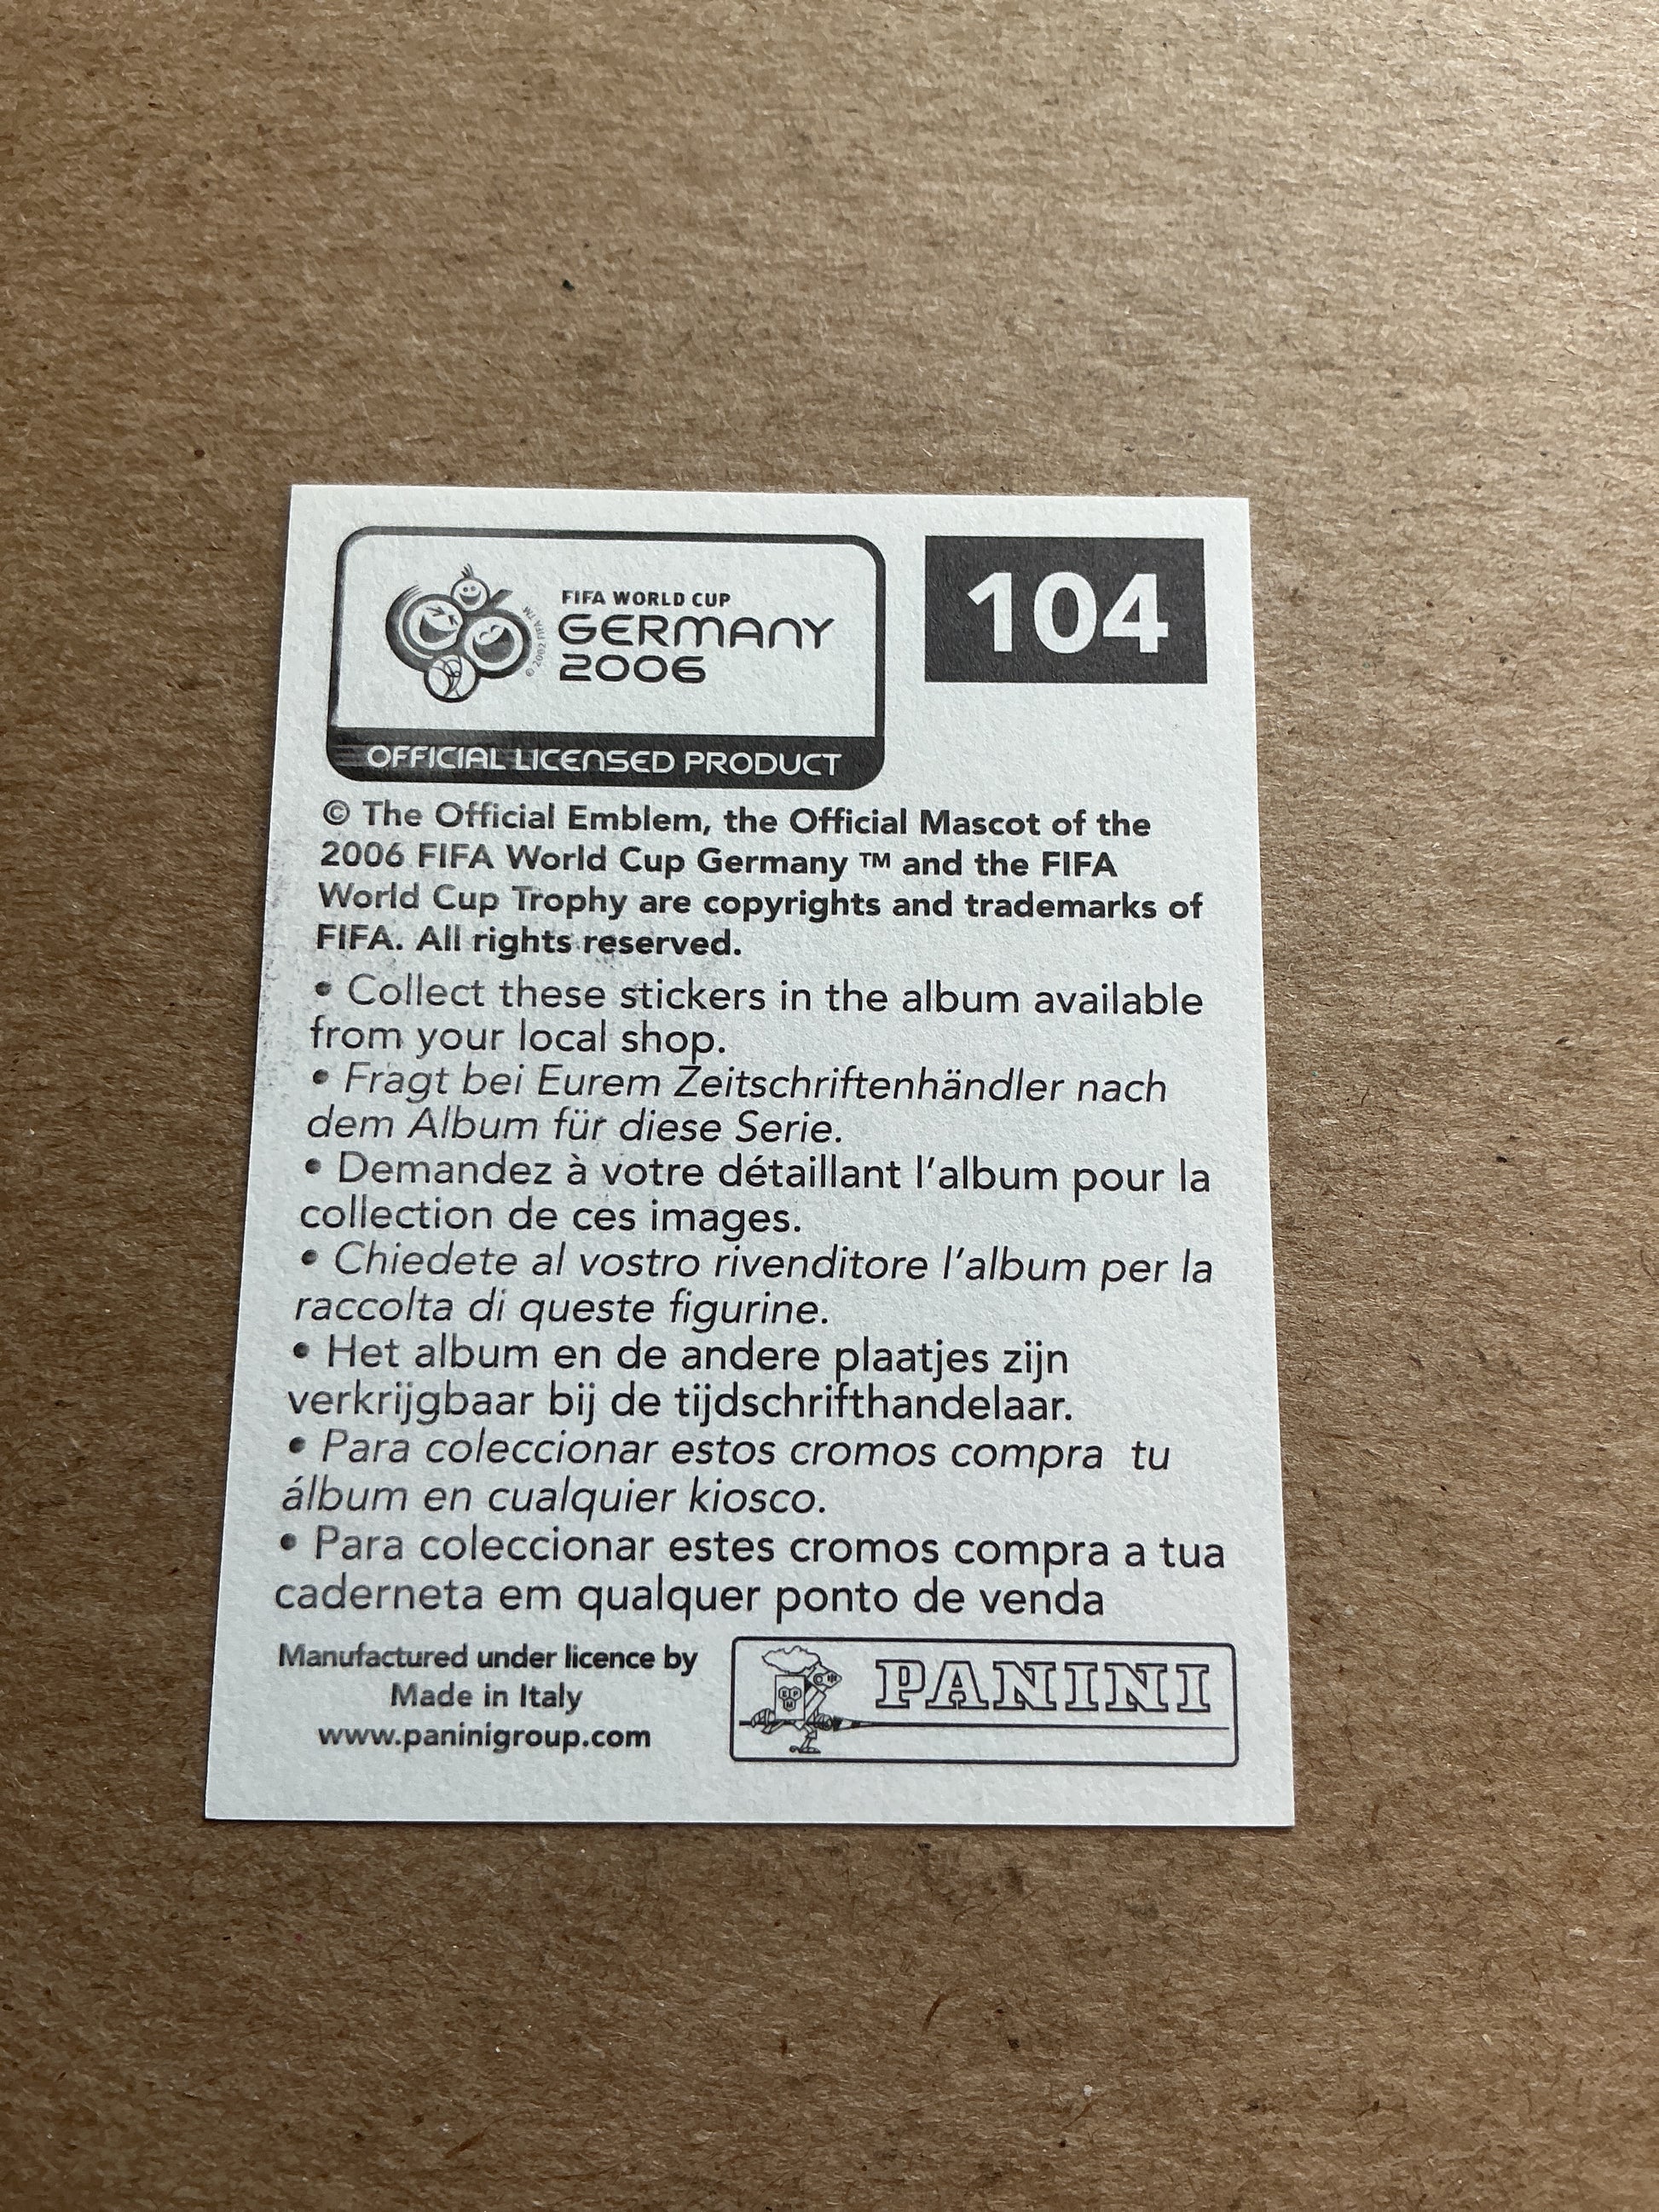 FIFA WORLD CUP
GERMANY
2006
© 2002 FIFA TM
104
OFFICIAL LICENSED PRODUCT
© The Official Emblem, the Official Mascot of the
2006 FIFA World Cup Germany ™ and the FIFA
World Cup Trophy are copyrights and trademarks of
FIFA. All rights reserved.
• Collect these stickers in the album available
from your local shop.
• Fragt bei Eurem Zeitschriftenhändler nach
dem Album für diese Serie.
• Demandez à votre détaillant l'album pour la
collection de ces images.
• Chiedete al vostro rivenditore l'album per la
raccolta di queste figurine.
• Het album en de andere plaatjes zijn
verkrijgbaar bij de tijdschrifthandelaar.
• Para coleccionar estos cromos compra tu
álbum en cualquier kiosco.
• Para coleccionar estes cromos compra a tua
caderneta em qualquer ponto de venda
Manufactured under licence by
Made in Italy
www.paninigroup.com
EPM
PANINI